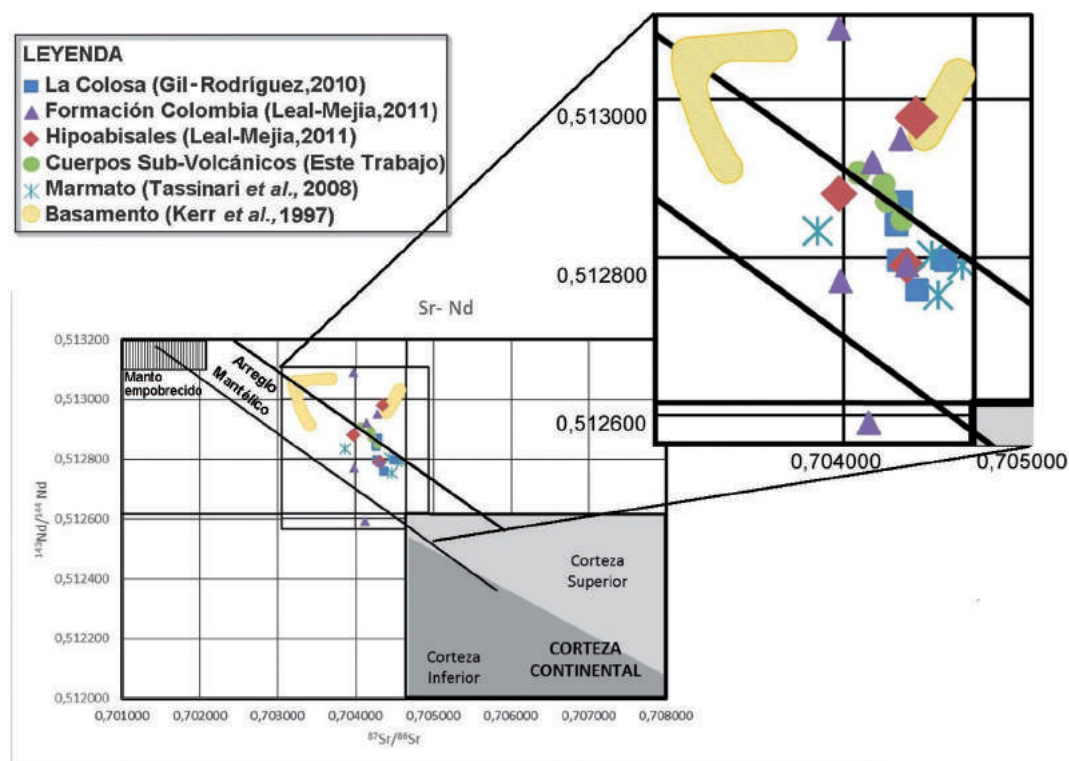 LEYENDA
La Colosa (Gil-Rodríguez,2010)
Formación Colombia (Leal-Mejia,2011)
Hipoabisales (Leal-Mejia,2011)
Cuerpos Sub-Volcánicos (Este Trabajo)
Marmato (Tassinari et al., 2008)
Basamento (Kerr et al., 1997)
0,513000
0,512800
0,512600
0,704000
0,705000
Sr- Nd
0,513200
0,513000
0,512800
0,512600
0,512400
0,512200
0,512000
¹⁴³Nd/¹⁴⁴Nd
Manto
empobrecido
Arreglo
Mantélico
Corteza
Superior
Corteza
Inferior
CORTEZA
CONTINENTAL
0,701000
0,702000
0,703000
0,704000
0,705000
0,706000
0,707000
0,708000
⁸⁷Sr/⁸⁶Sr